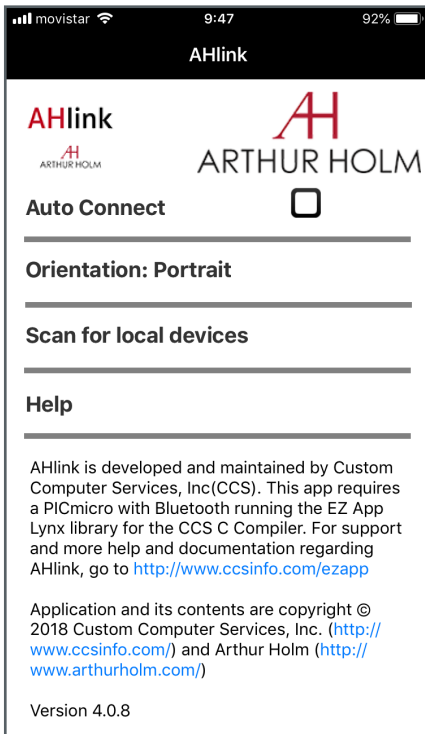 movistar 9:47 92%
AHlink
AHlink
AH
ARTHUR HOLM
AH
ARTHUR HOLM
Auto Connect
Orientation: Portrait
Scan for local devices
Help
AHlink is developed and maintained by Custom
Computer Services, Inc(CCS). This app requires
a PICmicro with Bluetooth running the EZ App
Lynx library for the CCS C Compiler. For support
and more help and documentation regarding
AHlink, go to http://www.ccsinfo.com/ezapp
Application and its contents are copyright ©
2018 Custom Computer Services, Inc. (http://
www.ccsinfo.com/) and Arthur Holm (http://
www.arthurholm.com/)
Version 4.0.8